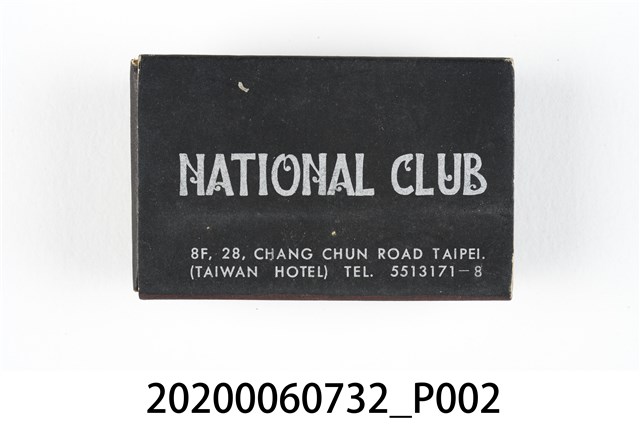 NATIONAL CLUB
8F, 28, CHANG CHUN ROAD TAIPEI.
(TAIWAN HOTEL) TEL. 5513171-8
20200060732_P002